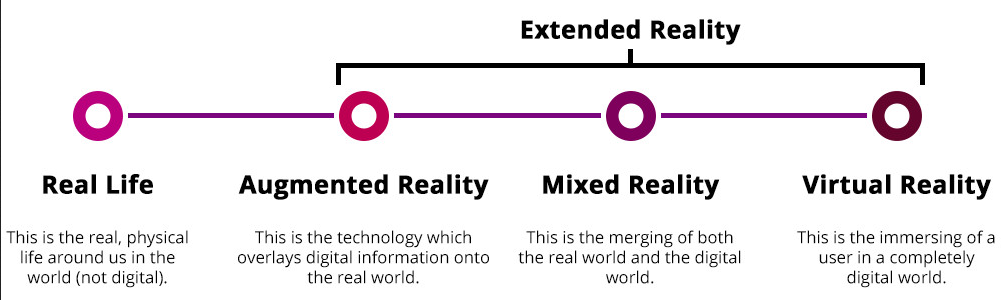 Extended Reality
Real Life
This is the real, physical
life around us in the
world (not digital).
Augmented Reality
This is the technology which
overlays digital information onto
the real world.
Mixed Reality
This is the merging of both
the real world and the digital
world.
Virtual Reality
This is the immersing of a
user in a completely
digital world.